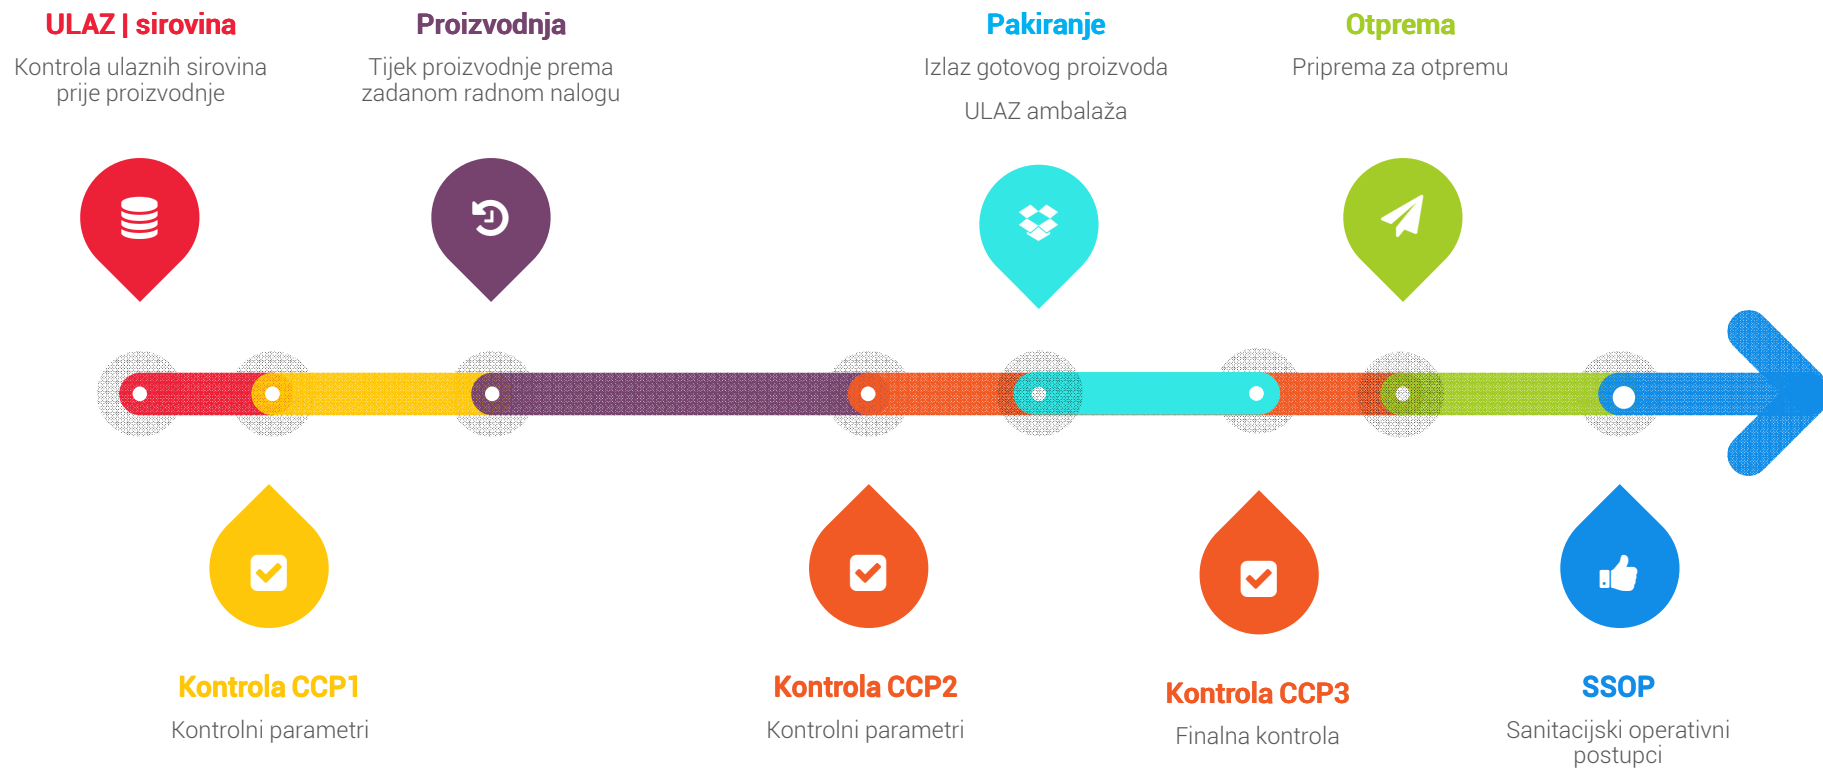 ULAZ | sirovina
Kontrola ulaznih sirovina
prije proizvodnje
Proizvodnja
Tijek proizvodnje prema
zadanom radnom nalogu
Pakiranje
Izlaz gotovog proizvoda
ULAZ ambalaža
Otprema
Priprema za otpremu
Kontrola CCP1
Kontrolni parametri
Kontrola CCP2
Kontrolni parametri
Kontrola CCP3
Finalna kontrola
SSOP
Sanitacijski operativni
postupci